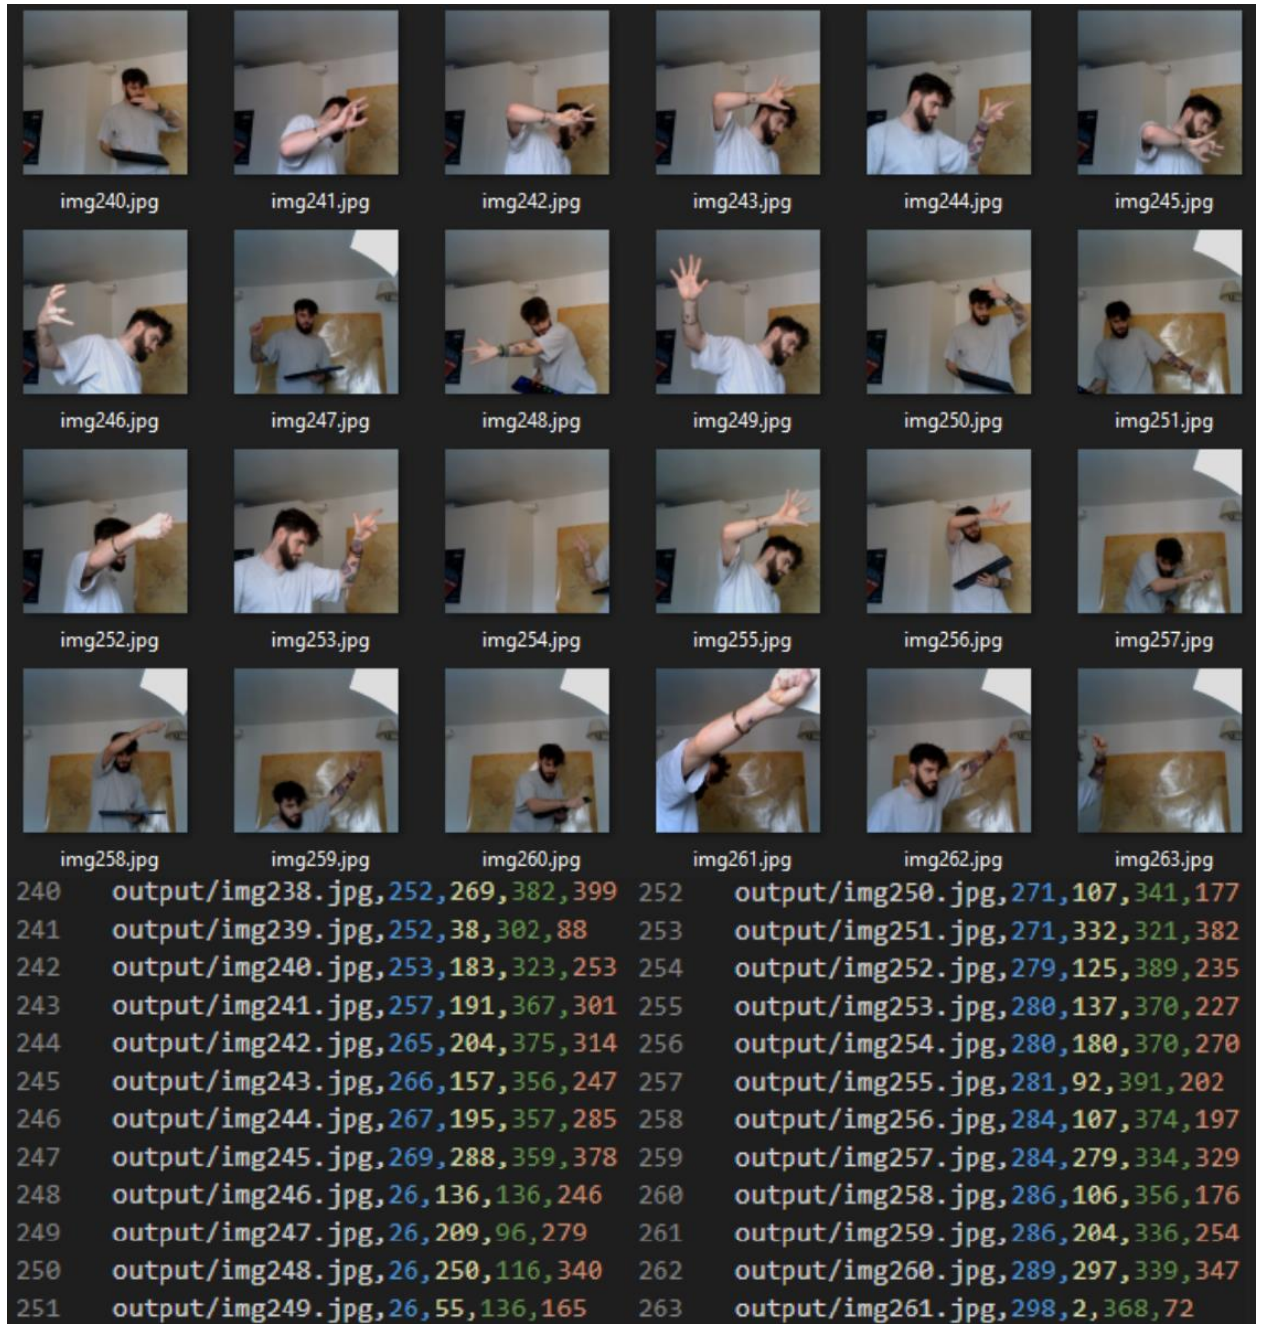 img240.jpg img241.jpg img242.jpg img243.jpg img244.jpg img245.jpg
img246.jpg img247.jpg img248.jpg img249.jpg img250.jpg img251.jpg
img252.jpg img253.jpg img254.jpg img255.jpg img256.jpg img257.jpg
img258.jpg img259.jpg img260.jpg img261.jpg img262.jpg img263.jpg
240 output/img238.jpg,252,269,382,399
241 output/img239.jpg,252,38,302,88
242 output/img240.jpg,253,183,323,253
243 output/img241.jpg,257,191,367,301
244 output/img242.jpg,265,204,375,314
245 output/img243.jpg,266,157,356,247
246 output/img244.jpg,267,195,357,285
247 output/img245.jpg,269,288,359,378
248 output/img246.jpg,26,136,136,246
249 output/img247.jpg,26,209,96,279
250 output/img248.jpg,26,250,116,340
251 output/img249.jpg,26,55,136,165
252 output/img250.jpg,271,107,341,177
253 output/img251.jpg,271,332,321,382
254 output/img252.jpg,279,125,389,235
255 output/img253.jpg,280,137,370,227
256 output/img254.jpg,280,180,370,270
257 output/img255.jpg,281,92,391,202
258 output/img256.jpg,284,107,374,197
259 output/img257.jpg,284,279,334,329
260 output/img258.jpg,286,106,356,176
261 output/img259.jpg,286,204,336,254
262 output/img260.jpg,289,297,339,347
263 output/img261.jpg,298,2,368,72